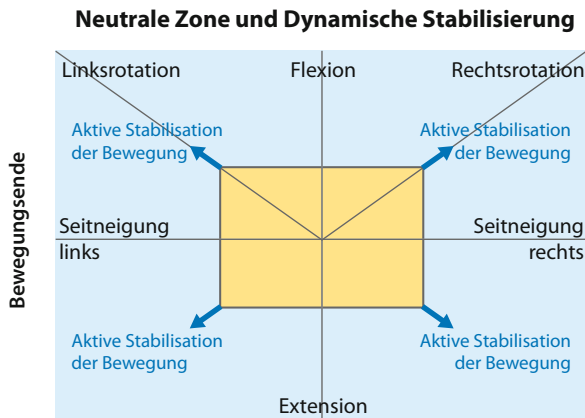 Neutrale Zone und Dynamische Stabilisierung
Linksrotation
Flexion
Rechtsrotation
Aktive Stabilisation
der Bewegung
Aktive Stabilisation
der Bewegung
Bewegungsende
Seitneigung
links
Seitneigung
rechts
Aktive Stabilisation
der Bewegung
Aktive Stabilisation
der Bewegung
Extension